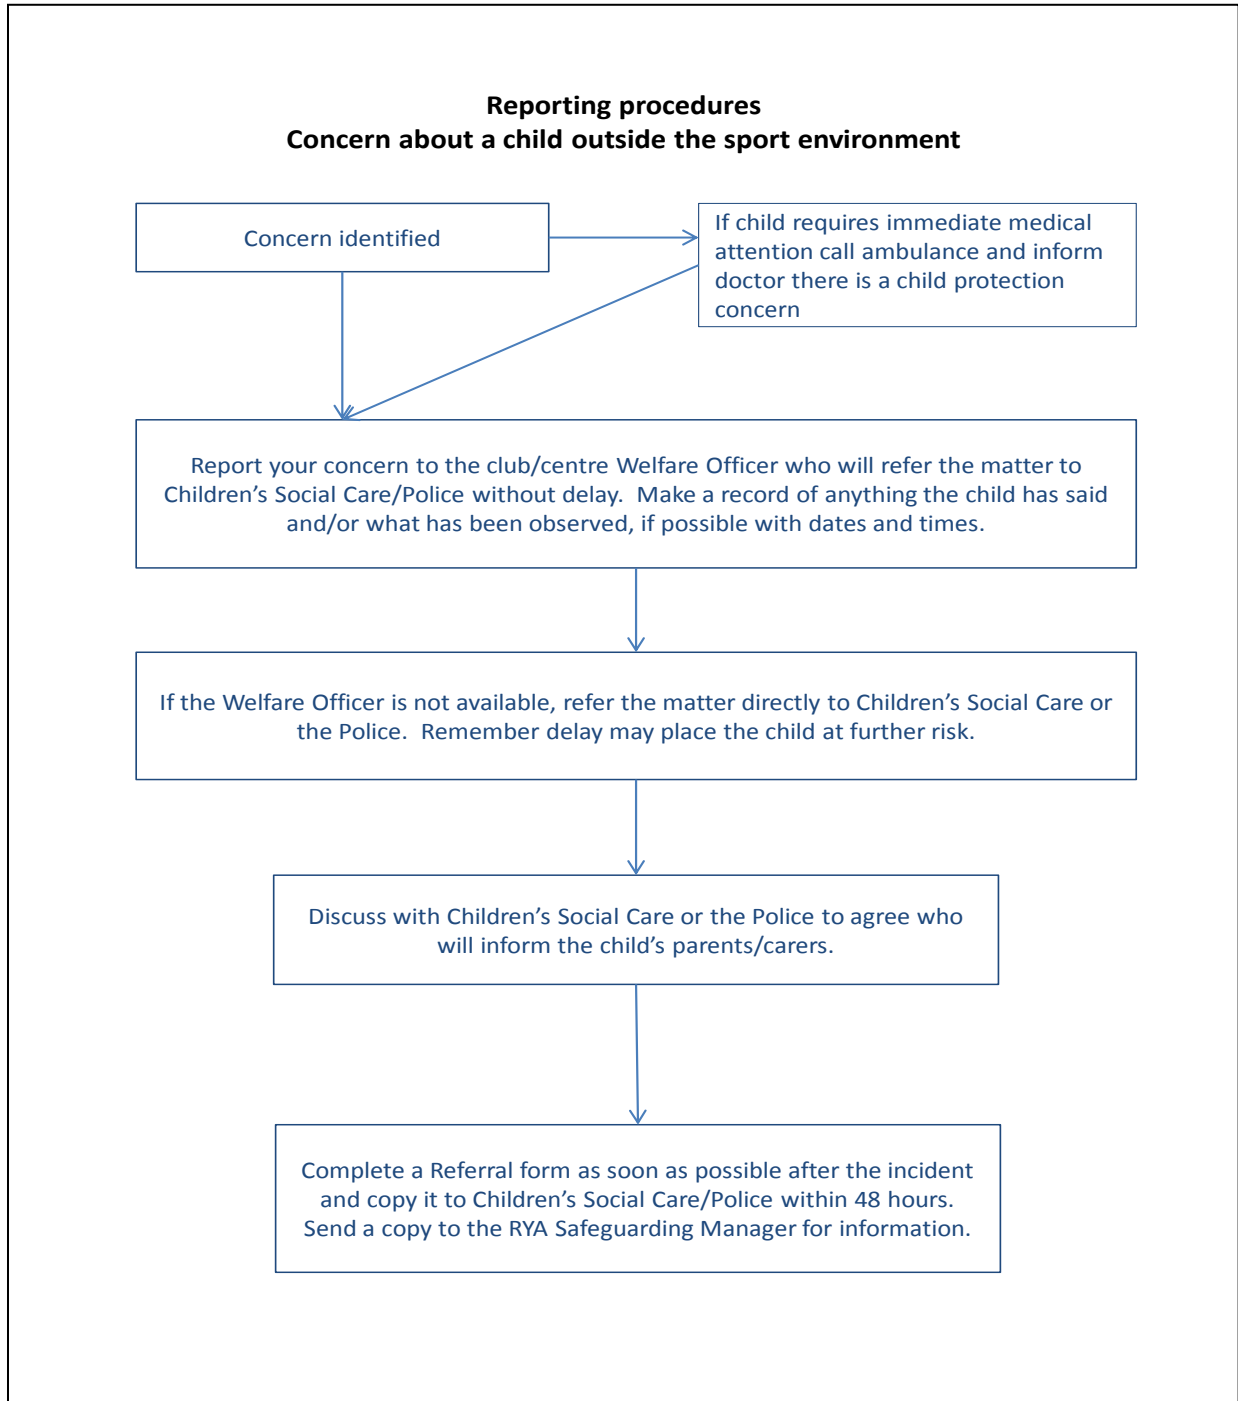 Reporting procedures
Concern about a child outside the sport environment
Concern identified
If child requires immediate medical
attention call ambulance and inform
doctor there is a child protection
concern
Report your concern to the club/centre Welfare Officer who will refer the matter to
Children’s Social Care/Police without delay.  Make a record of anything the child has said
and/or what has been observed, if possible with dates and times.
If the Welfare Officer is not available, refer the matter directly to Children’s Social Care or
the Police.  Remember delay may place the child at further risk.
Discuss with Children’s Social Care or the Police to agree who
will inform the child’s parents/carers.
Complete a Referral form as soon as possible after the incident
and copy it to Children’s Social Care/Police within 48 hours.
Send a copy to the RYA Safeguarding Manager for information.